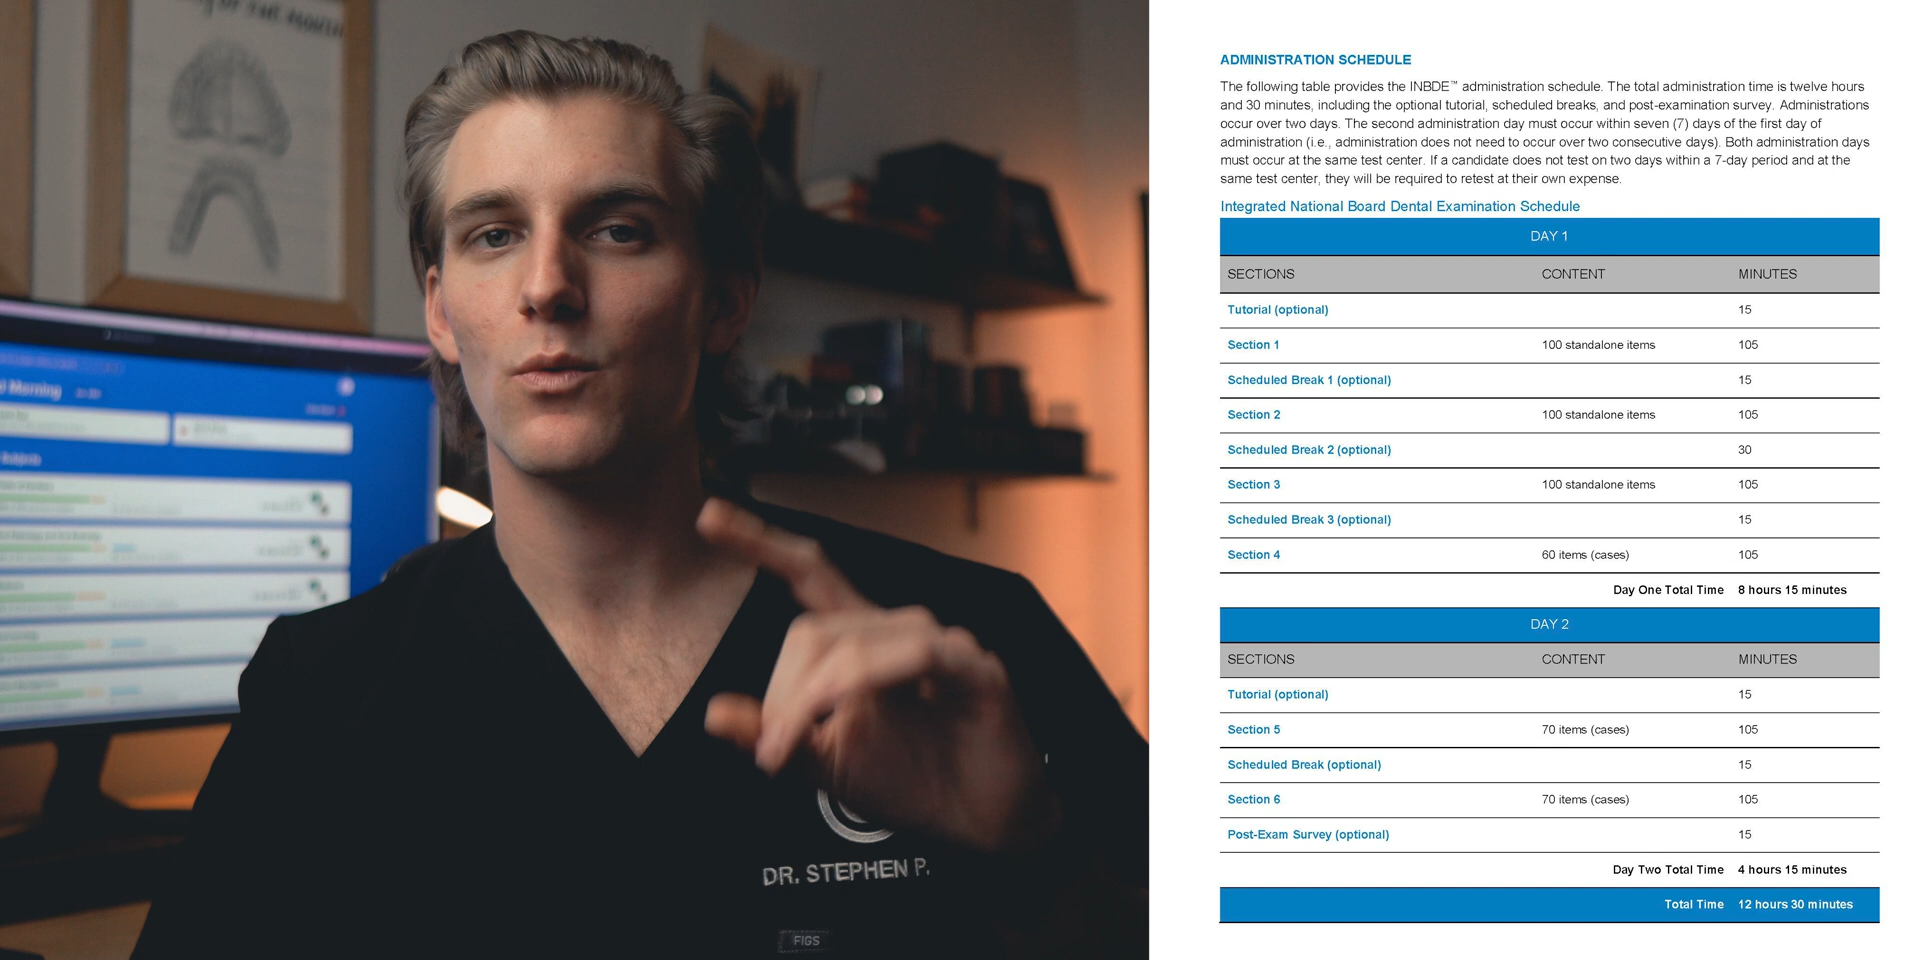 OF THE MOUTH
Morning
Subjects
DR. STEPHEN P.
FIGS
ADMINISTRATION SCHEDULE
The following table provides the INBDE™ administration schedule. The total administration time is twelve hours
and 30 minutes, including the optional tutorial, scheduled breaks, and post-examination survey. Administrations
occur over two days. The second administration day must occur within seven (7) days of the first day of
administration (i.e., administration does not need to occur over two consecutive days). Both administration days
must occur at the same test center. If a candidate does not test on two days within a 7-day period and at the
same test center, they will be required to retest at their own expense.
Integrated National Board Dental Examination Schedule
DAY 1
SECTIONS CONTENT MINUTES
Tutorial (optional) 15
Section 1 100 standalone items 105
Scheduled Break 1 (optional) 15
Section 2 100 standalone items 105
Scheduled Break 2 (optional) 30
Section 3 100 standalone items 105
Scheduled Break 3 (optional) 15
Section 4 60 items (cases) 105
Day One Total Time 8 hours 15 minutes
DAY 2
SECTIONS CONTENT MINUTES
Tutorial (optional) 15
Section 5 70 items (cases) 105
Scheduled Break (optional) 15
Section 6 70 items (cases) 105
Post-Exam Survey (optional) 15
Day Two Total Time 4 hours 15 minutes
Total Time 12 hours 30 minutes